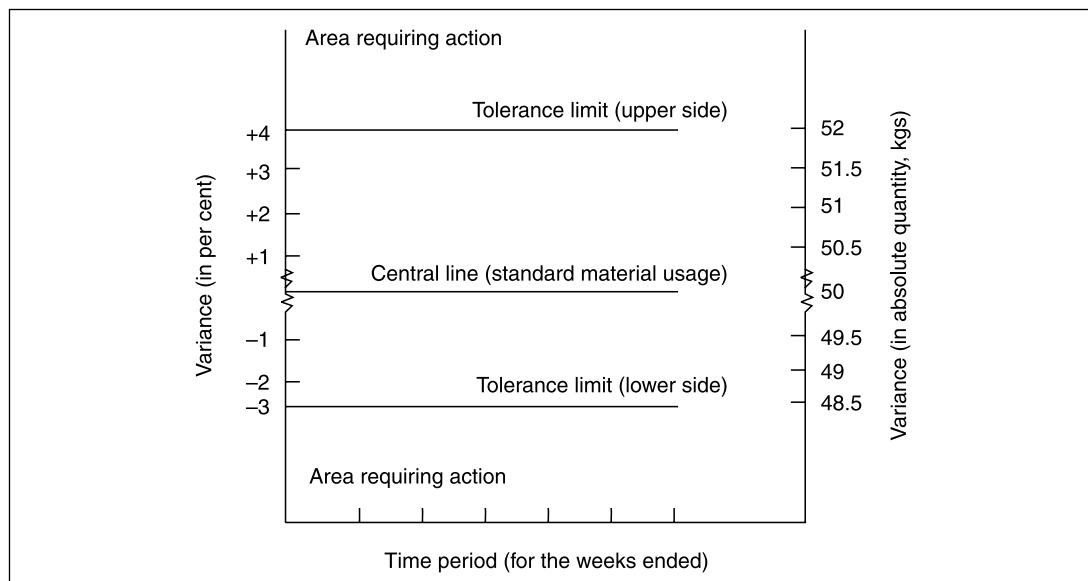 Area requiring action
Tolerance limit (upper side)
+4
+3
+2
+1
Central line (standard material usage)
–1
–2
–3
Tolerance limit (lower side)
Area requiring action
Variance (in per cent)
52
51.5
51
50.5
50
49.5
49
48.5
Variance (in absolute quantity, kgs)
Time period (for the weeks ended)